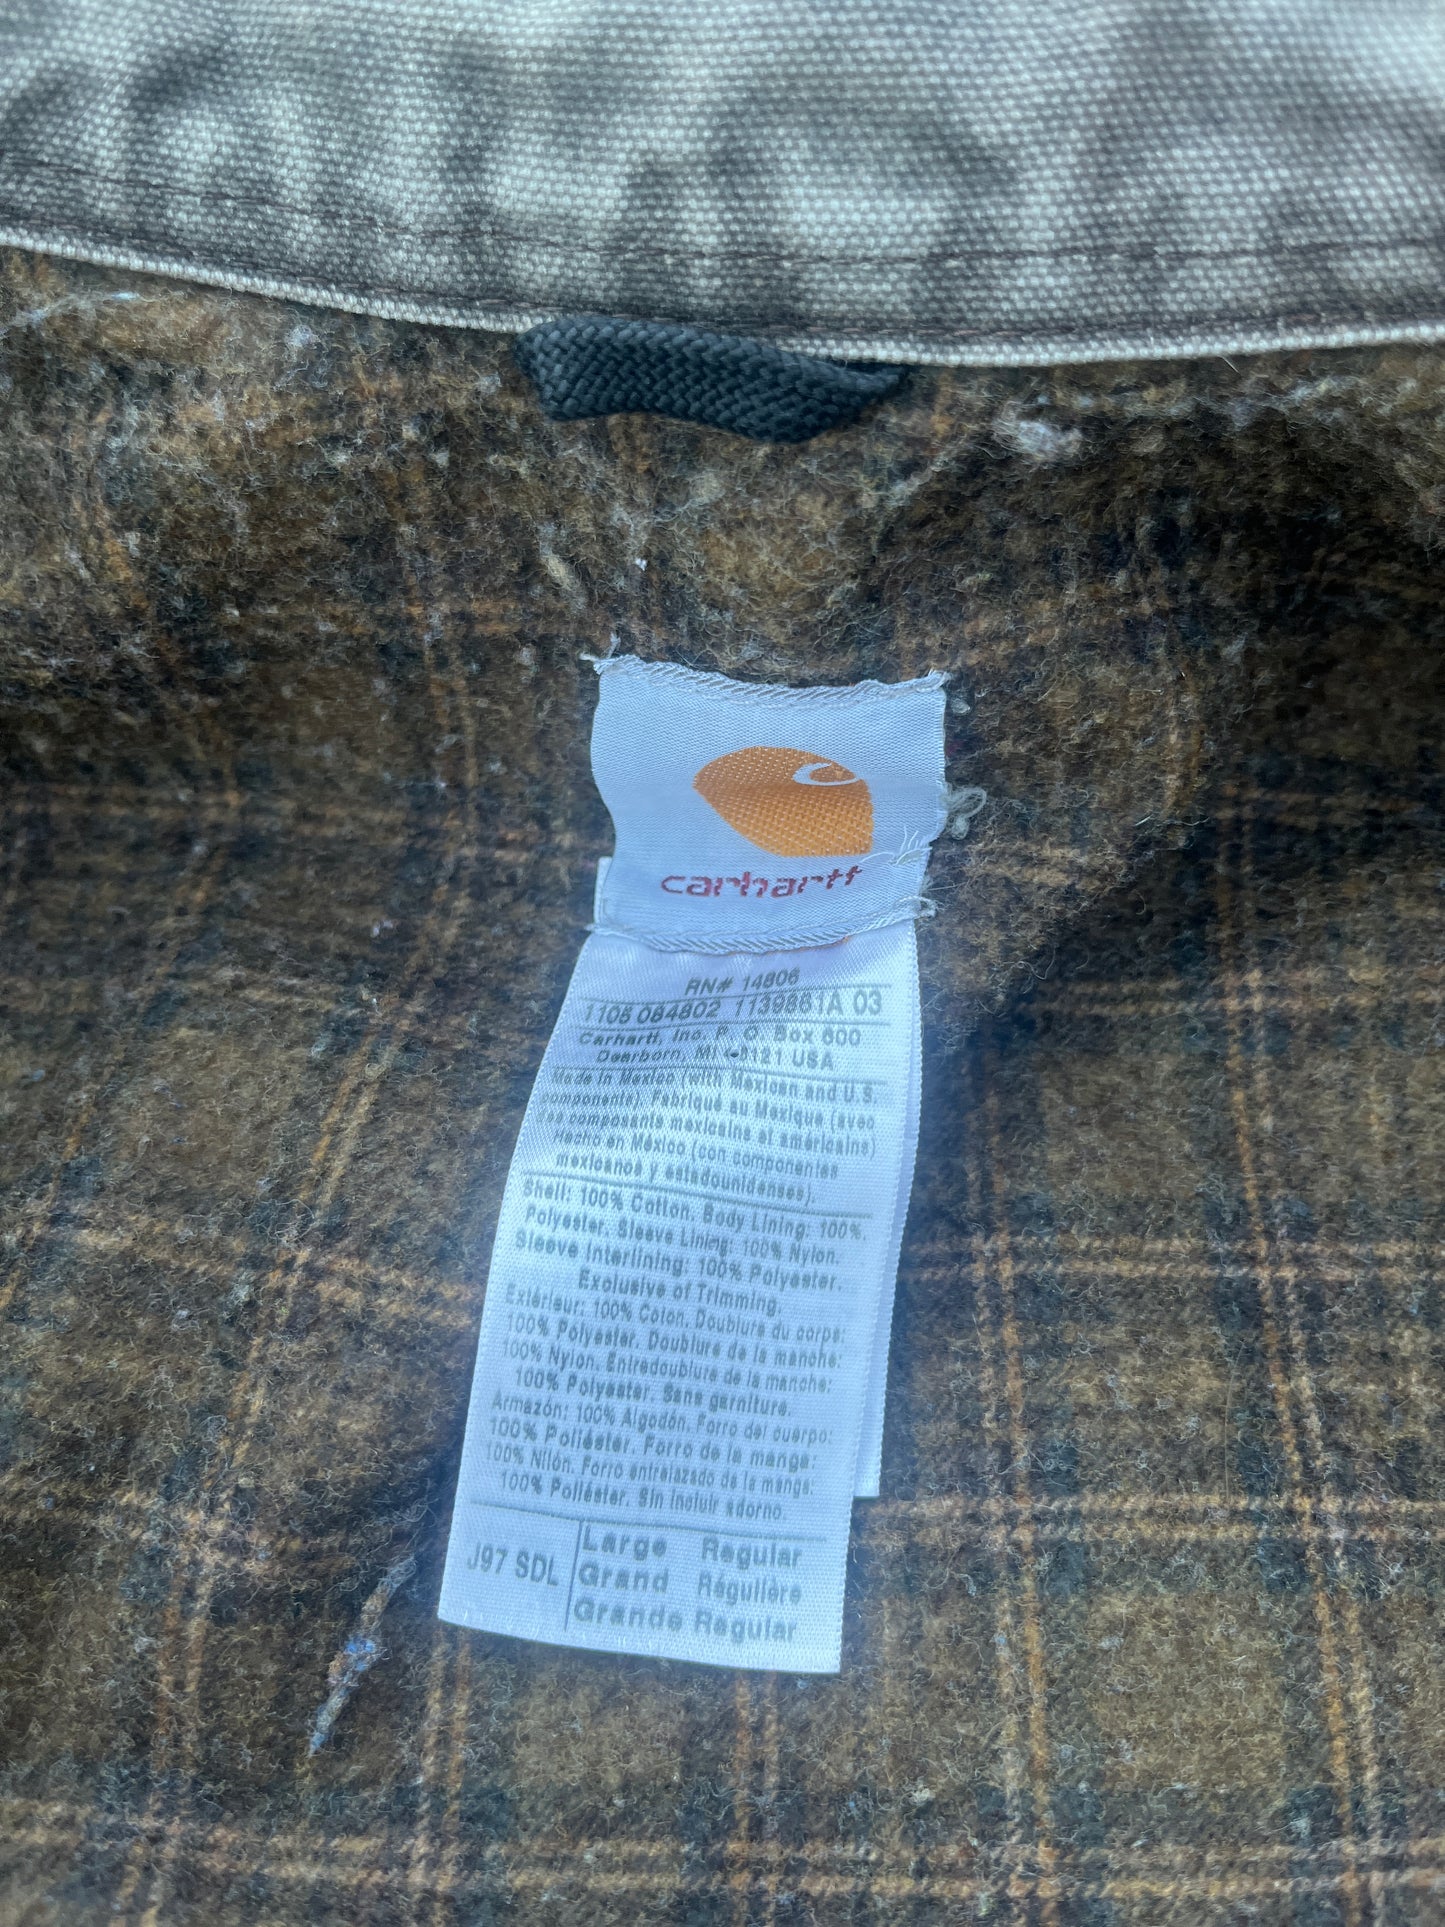 carhartt
RN# 14806
1105 084802 1139881A 03
Carhartt, Inc. P. O. Box 600
Dearborn, MI 48121 USA
Made in Mexico (with Mexican and U.S.
components). Fabriqué au Mexique (avec
des composants mexicains et américains)
Hecho en México (con componentes
mexicanos y estadounidenses).
Shell: 100% Cotton. Body Lining: 100%.
Polyester. Sleeve Lining: 100% Nylon.
Sleeve Interlining: 100% Polyester.
Exclusive of Trimming.
Extérieur: 100% Coton. Doublure du corps:
100% Polyester. Doublure de la manche:
100% Nylon. Entredoublure de la manche:
100% Polyester. Sans garniture.
Armazón: 100% Algodón. Forro del cuerpo:
100% Poliéster. Forro de la manga:
100% Nilón. Forro entrelazado de la manga:
100% Poliéster. Sin incluir adorno
J97 SDL
Large Regular
Grand Régulière
Grande Regular